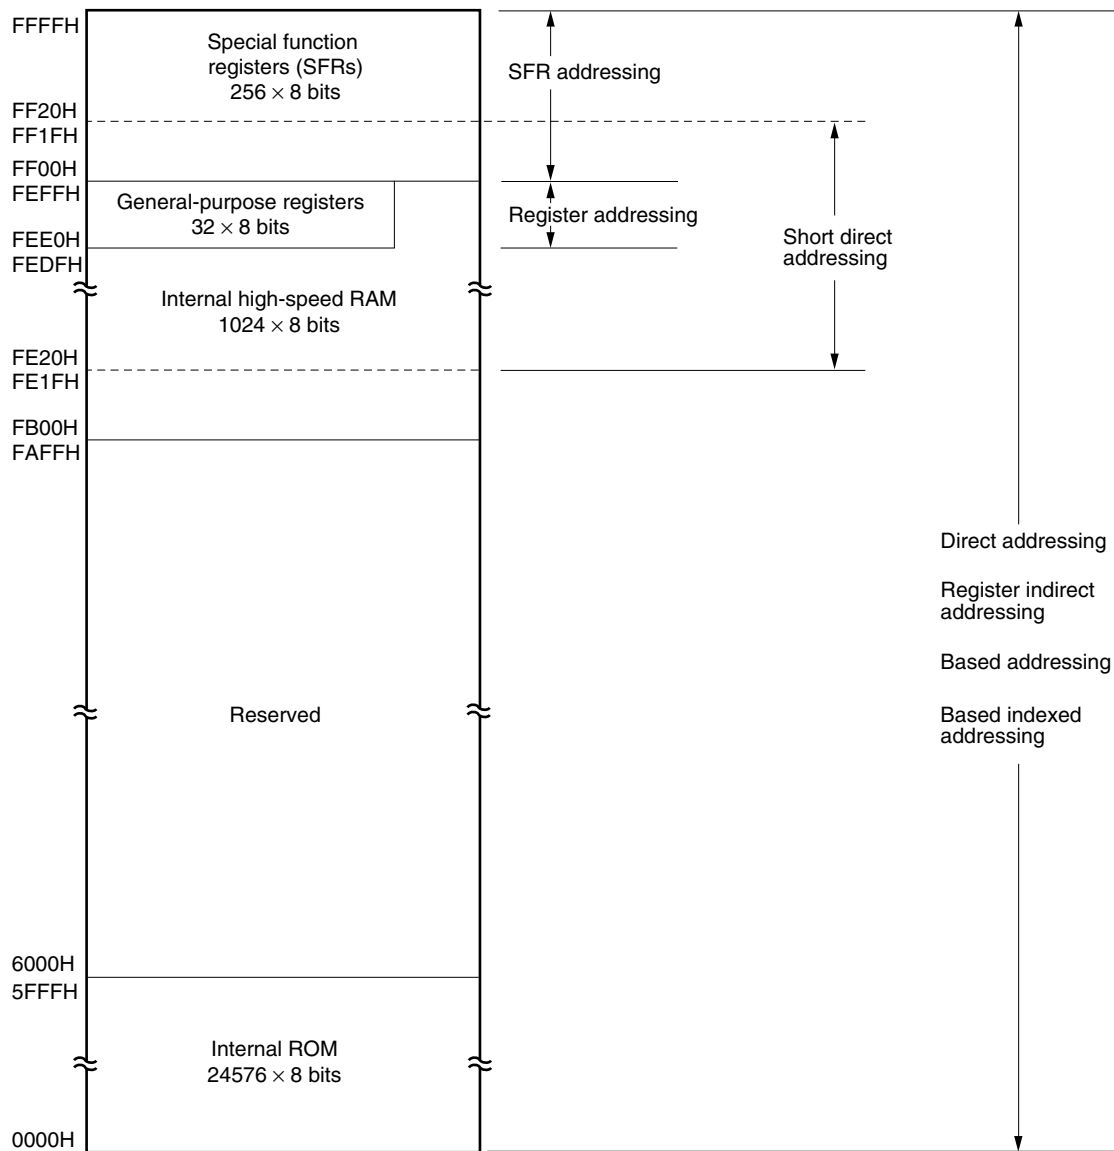 FFFFH
Special function
registers (SFRs)
256 × 8 bits
SFR addressing
FF20H
FF1FH
FF00H
FEFFH
General-purpose registers
32 × 8 bits
Register addressing
Short direct
addressing
FEE0H
FEDFH
Internal high-speed RAM
1024 × 8 bits
FE20H
FE1FH
FB00H
FAFFH
Direct addressing
Register indirect
addressing
Based addressing
Based indexed
addressing
Reserved
6000H
5FFFH
Internal ROM
24576 × 8 bits
0000H